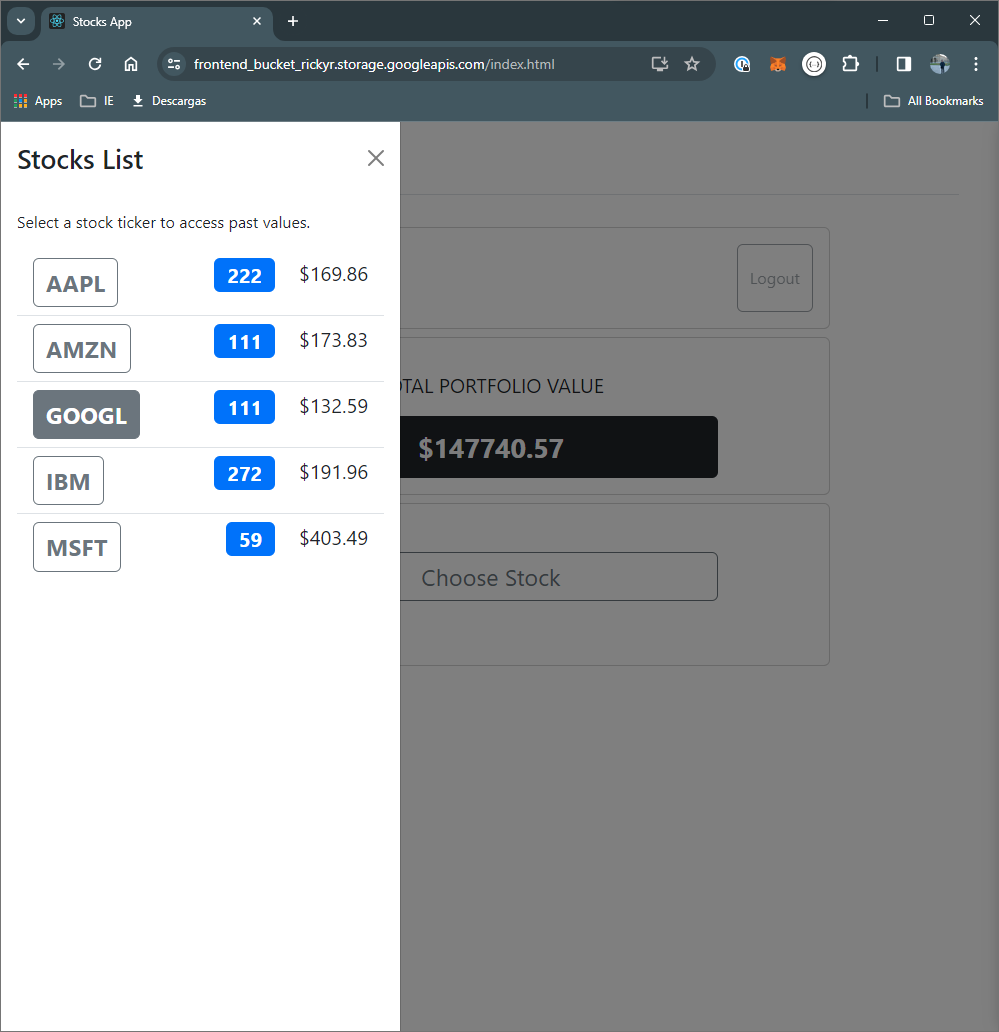 Stocks App
frontend_bucket_rickyr.storage.googleapis.com/index.html
Apps IE Descargas All Bookmarks
Stocks List
Select a stock ticker to access past values.
AAPL 222 $169.86
AMZN 111 $173.83
GOOGL 111 $132.59
IBM 272 $191.96
MSFT 59 $403.49
Logout
PORTFOLIO VALUE
$147740.57
Choose Stock